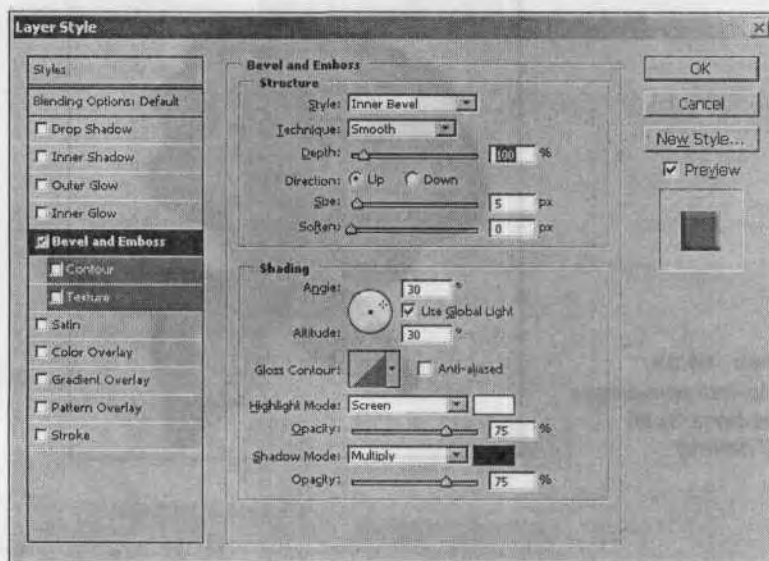 Layer Style
Styles
Blending Options: Default
Drop Shadow
Inner Shadow
Outer Glow
Inner Glow
Bevel and Emboss
Contour
Texture
Satin
Color Overlay
Gradient Overlay
Pattern Overlay
Stroke
Bevel and Emboss
Structure
Style: Inner Bevel
Technique: Smooth
Depth: 100 %
Direction: Up Down
Size: 5 px
Soften: 0 px
Shading
Angle: 30 °
Use Global Light
Altitude: 30 °
Gloss Contour: Anti-aliased
Highlight Mode: Screen
Opacity: 75 %
Shadow Mode: Multiply
Opacity: 75 %
OK
Cancel
New Style...
Preview